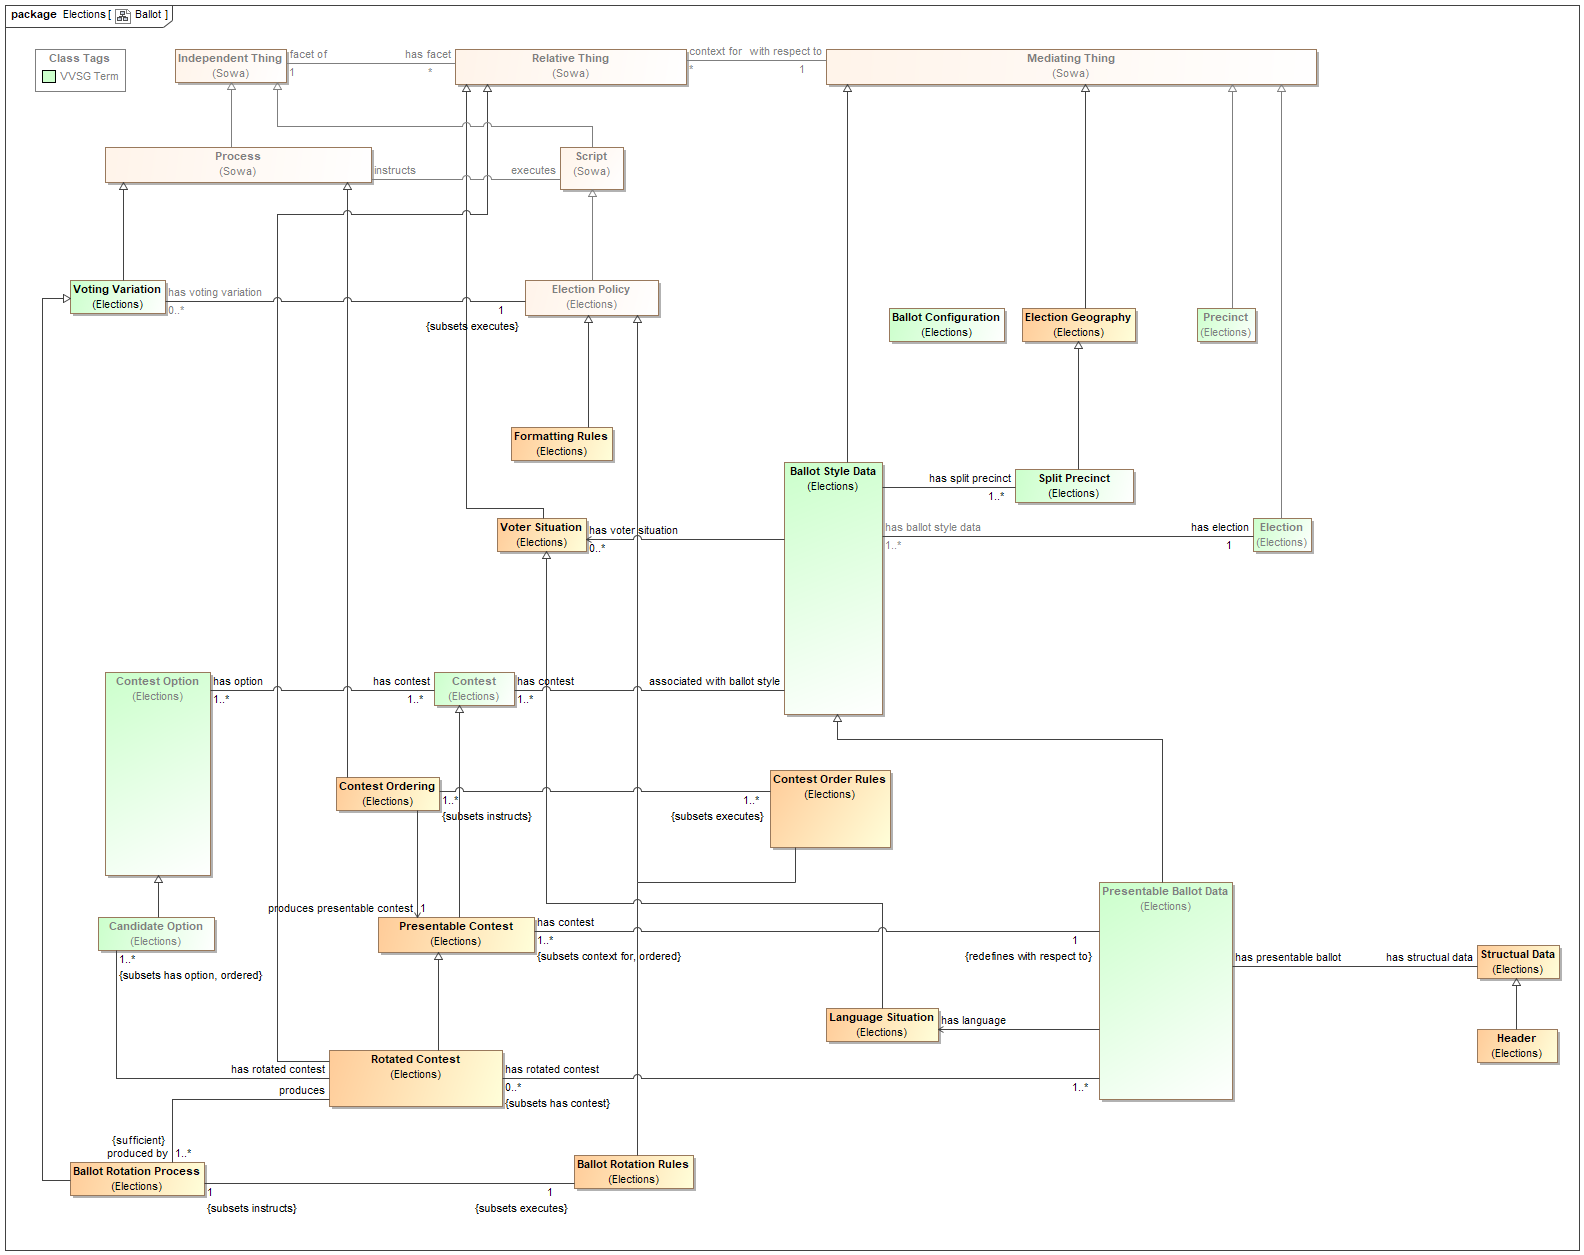 package Elections [ Ballot ]
Class Tags
VVSG Term
Independent Thing
(Sowa)
facet of
1
has facet
*
Relative Thing
(Sowa)
context for
*
with respect to
1
Mediating Thing
(Sowa)
Process
(Sowa)
instructs
executes
Script
(Sowa)
Voting Variation
(Elections)
has voting variation
0..*
1
{subsets executes}
Election Policy
(Elections)
Ballot Configuration
(Elections)
Election Geography
(Elections)
Precinct
(Elections)
Formatting Rules
(Elections)
Ballot Style Data
(Elections)
has split precinct
1..*
Split Precinct
(Elections)
Voter Situation
(Elections)
has voter situation
0..*
has ballot style data
1..*
has election
1
Election
(Elections)
Contest Option
(Elections)
has option
1..*
has contest
1..*
Contest
(Elections)
has contest
1..*
associated with ballot style
Contest Ordering
(Elections)
1..*
{subsets instructs}
1..*
{subsets executes}
Contest Order Rules
(Elections)
produces presentable contest
1
Candidate Option
(Elections)
1..*
{subsets has option, ordered}
Presentable Contest
(Elections)
has contest
1..*
{subsets context for, ordered}
1
{redefines with respect to}
Presentable Ballot Data
(Elections)
has presentable ballot
has structual data
Structual Data
(Elections)
Language Situation
(Elections)
has language
Header
(Elections)
Rotated Contest
(Elections)
has rotated contest
produces
has rotated contest
0..*
{subsets has contest}
1..*
{sufficient}
produced by
1..*
Ballot Rotation Process
(Elections)
1
{subsets instructs}
1
{subsets executes}
Ballot Rotation Rules
(Elections)